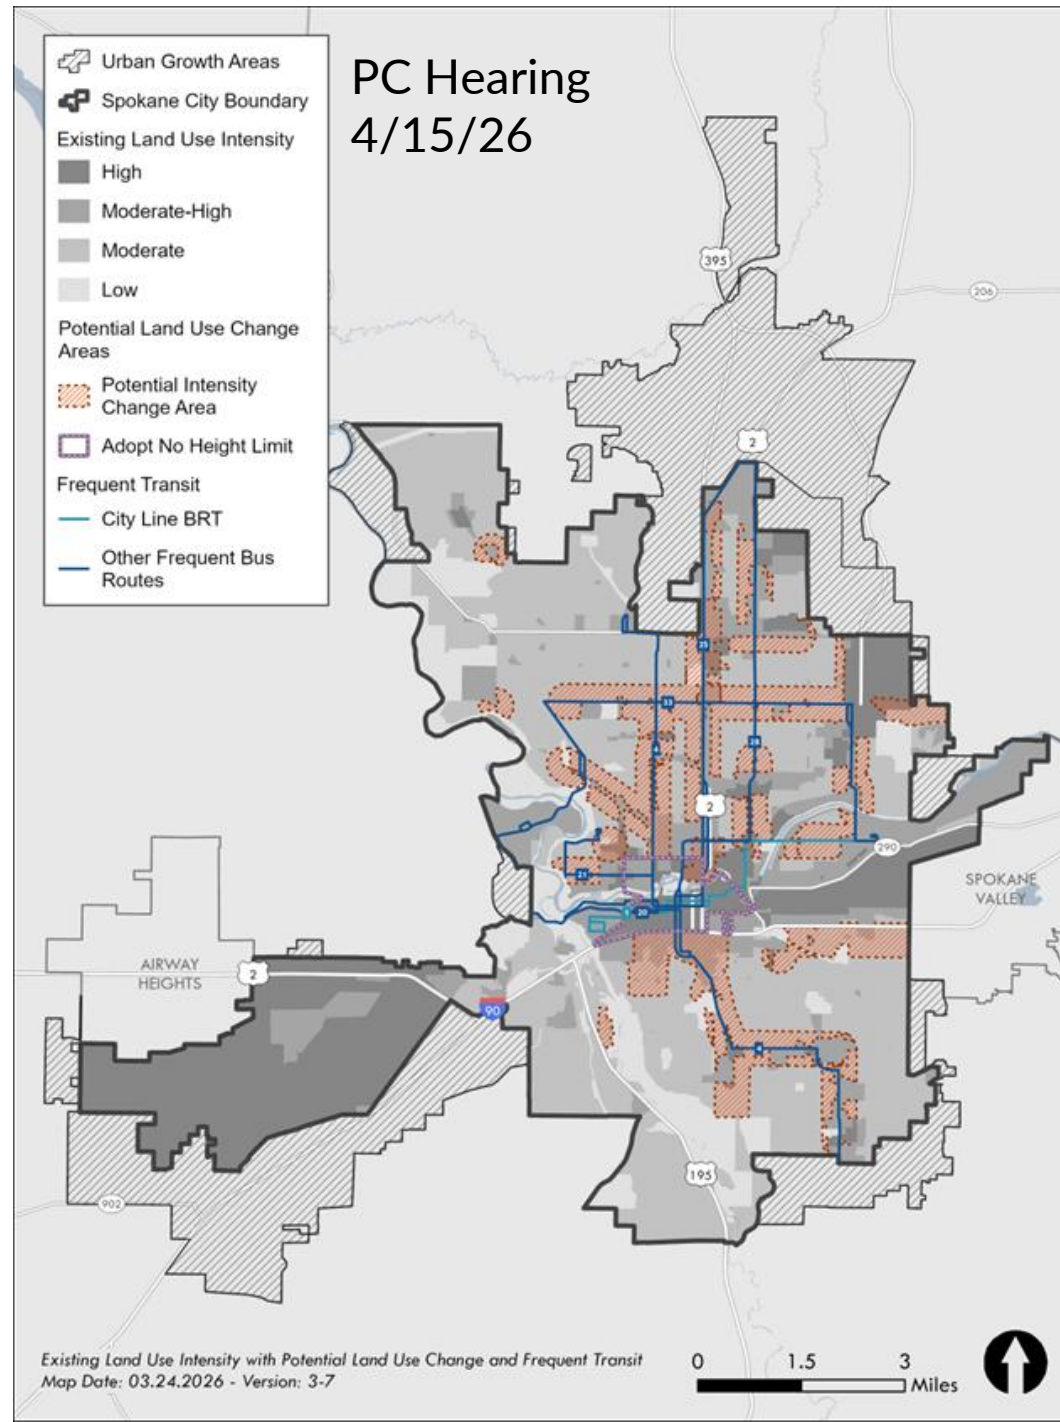 PC Hearing
4/15/26
Urban Growth Areas
Spokane City Boundary
Existing Land Use Intensity
High
Moderate-High
Moderate
Low
Potential Land Use Change
Areas
Potential Intensity
Change Area
Adopt No Height Limit
Frequent Transit
City Line BRT
Other Frequent Bus
Routes
395
206
2
25
33
4
28
2
290
21
1
20
SPOKANE
VALLEY
AIRWAY
HEIGHTS
2
90
4
195
902
Existing Land Use Intensity with Potential Land Use Change and Frequent Transit
Map Date: 03.24.2026 - Version: 3-7
0 1.5 3
Miles